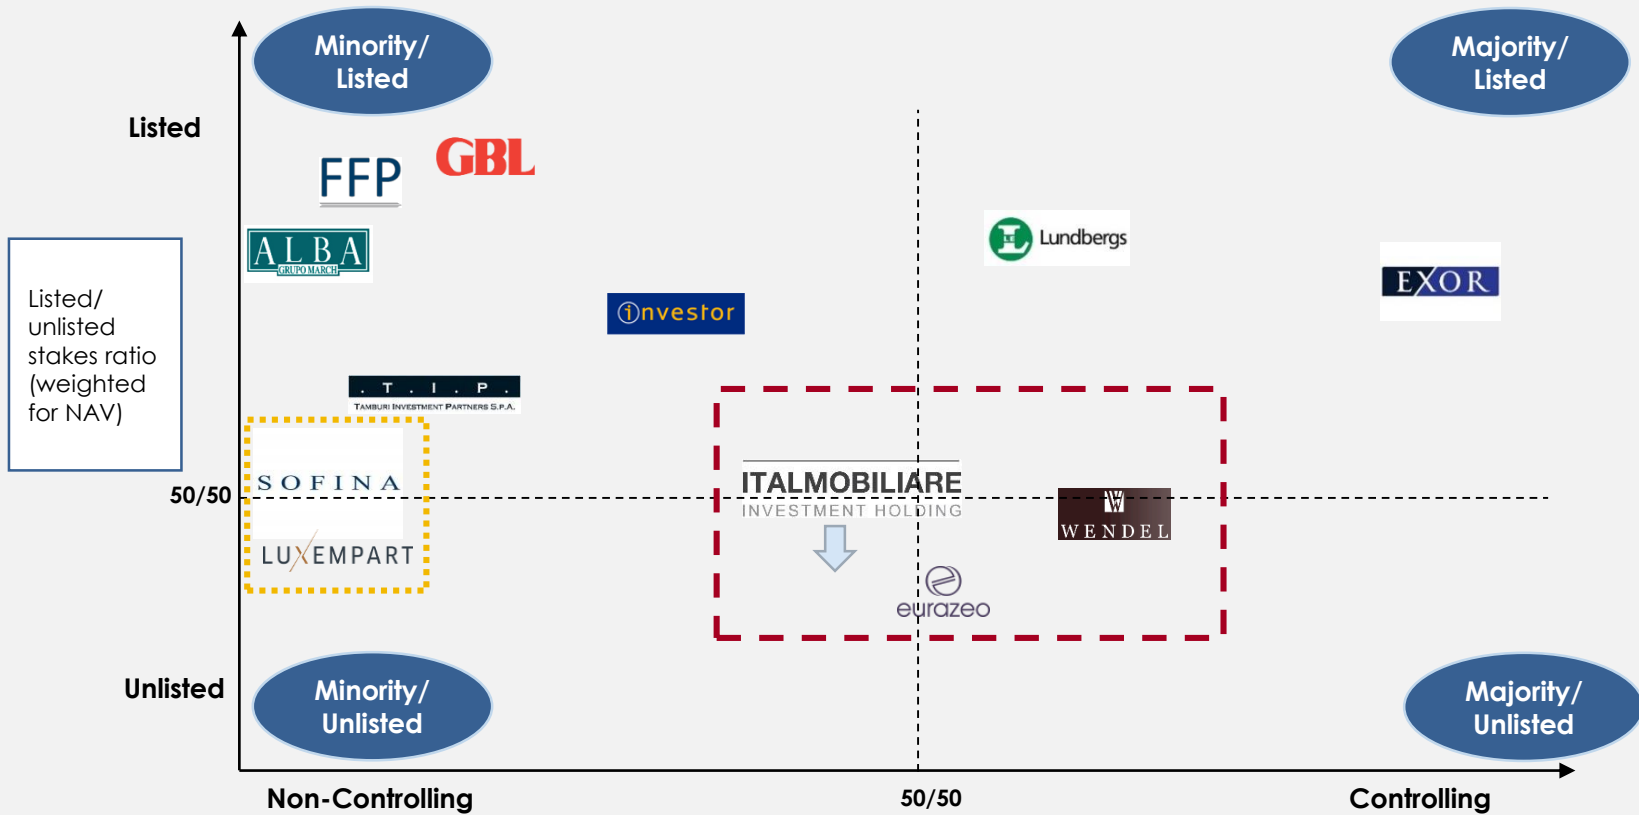 Minority/
Listed
Majority/
Listed
Listed
FFP
GBL
ALBA
GRUPO MARCH
Lundbergs
EXOR
Listed/
unlisted
stakes ratio
(weighted
for NAV)
investor
. T . I . P .
TAMBURI INVESTMENT PARTNERS S.P.A.
SOFINA
50/50
ITALMOBILIARE
INVESTMENT HOLDING
W
WENDEL
LUXEMPART
eurazeo
Unlisted
Minority/
Unlisted
Majority/
Unlisted
Non-Controlling
50/50
Controlling